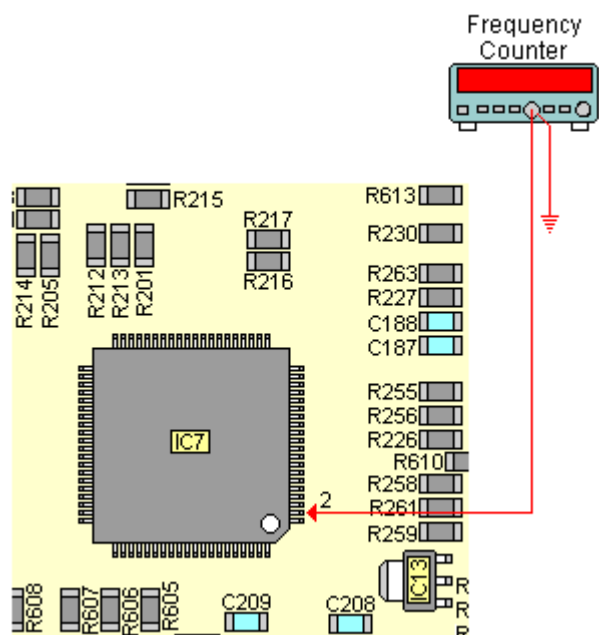 Frequency
Counter
R215
R613
R217
R230
R216
R263
R214
R205
R212
R213
R201
R227
C188
C187
R255
R256
IC7
R226
R610
R258
2
R261
R259
IC13
R608
R607
R606
R605
C209
C208
R
R
R